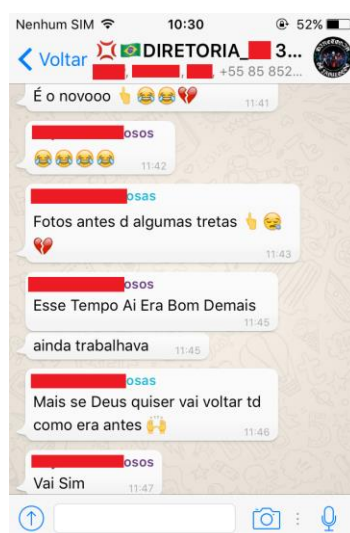 Nenhum SIM 10:30 52%
Voltar DIRETORIA_ 3...
, , , +55 85 852...
É o novooo 👆😂😂💔
11:41
osos
😂😂😂😂 11:42
osas
Fotos antes d algumas tretas 👆😪
💔
11:43
osos
Esse Tempo Ai Era Bom Demais
11:45
ainda trabalhava 11:45
osas
Mais se Deus quiser vai voltar td
como era antes 🙌
11:46
osos
Vai Sim 11:47